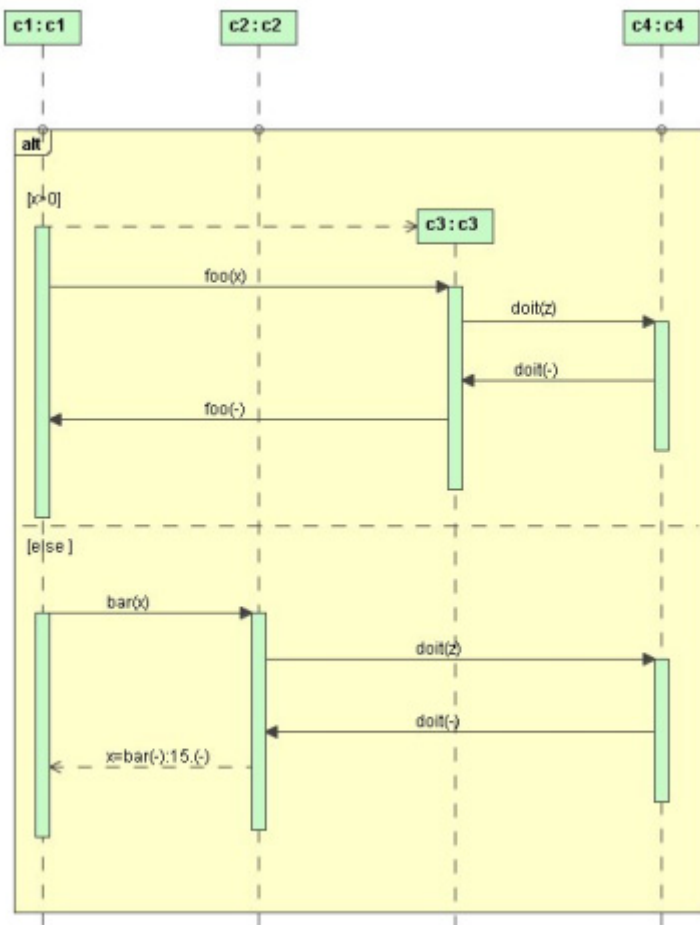 c1:c1
c2:c2
c4:c4
alt
[x>0]
c3:c3
foo(x)
doit(z)
doit(-)
foo(-)
[else ]
bar(x)
doit(z)
doit(-)
x=bar(-):15.(-)